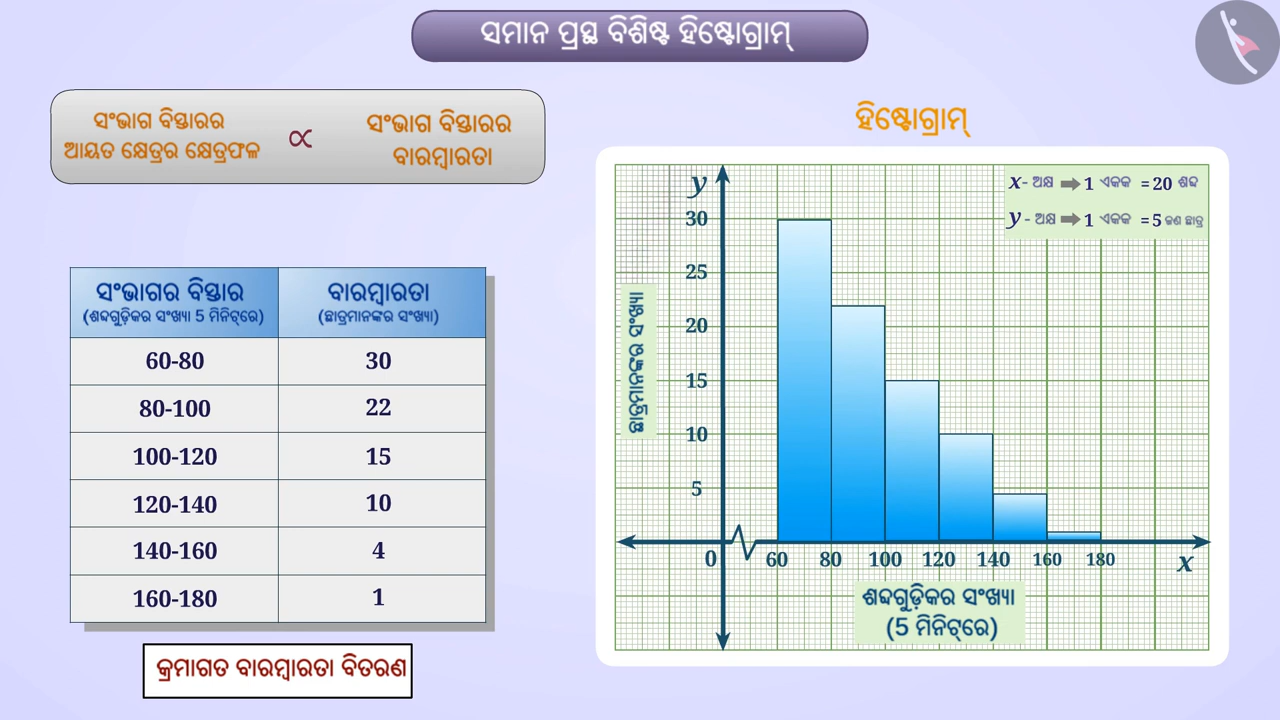 ସମାନ ପ୍ରସ୍ଥ ବିଶିଷ୍ଟ ହିଷ୍ଟୋଗ୍ରାମ୍
ସଂଭାଗ ବିସ୍ତାରର
ଆୟତ କ୍ଷେତ୍ରର କ୍ଷେତ୍ରଫଳ
∝
ସଂଭାଗ ବିସ୍ତାରର
ବାରମ୍ବାରତା
ସଂଭାଗର ବିସ୍ତାର ବାରମ୍ବାରତା
(ଶବ୍ଦଗୁଡ଼ିକର ସଂଖ୍ୟା 5 ମିନିଟ୍‌ରେ) (ଛାତ୍ରମାନଙ୍କର ସଂଖ୍ୟା)
60-80 30
80-100 22
100-120 15
120-140 10
140-160 4
160-180 1
କ୍ରମାଗତ ବାରମ୍ବାରତା ବିତରଣ
ହିଷ୍ଟୋଗ୍ରାମ୍
x- ଅକ୍ଷ ➡ 1 ଏକକ = 20 ଶବ୍ଦ
y - ଅକ୍ଷ ➡ 1 ଏକକ = 5 ଜଣ ଛାତ୍ର
y
30
25
20
15
10
5
ଛାତ୍ରମାନଙ୍କର ସଂଖ୍ୟା
0 60 80 100 120 140 160 180 x
ଶବ୍ଦଗୁଡ଼ିକର ସଂଖ୍ୟା
(5 ମିନିଟ୍‌ରେ)